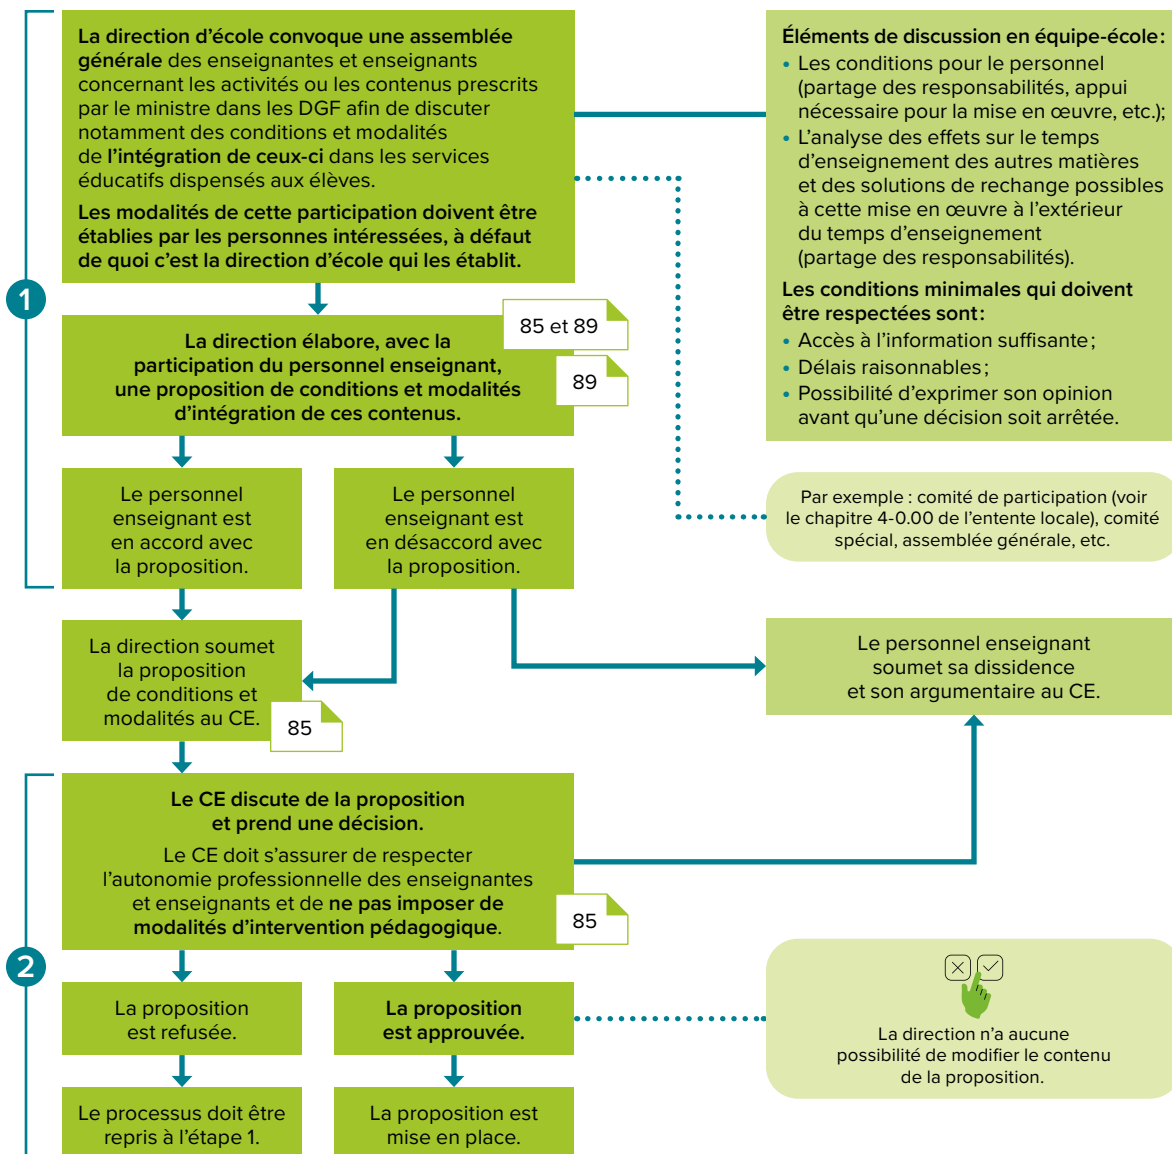 La direction d'école convoque une assemblée
générale des enseignantes et enseignants
concernant les activités ou les contenus prescrits
par le ministre dans les DGF afin de discuter
notamment des conditions et modalités
de l'intégration de ceux-ci dans les services
éducatifs dispensés aux élèves.
Les modalités de cette participation doivent être
établies par les personnes intéressées, à défaut
de quoi c'est la direction d'école qui les établit.
Éléments de discussion en équipe-école :
• Les conditions pour le personnel
(partage des responsabilités, appui
nécessaire pour la mise en œuvre, etc.);
• L'analyse des effets sur le temps
d'enseignement des autres matières
et des solutions de rechange possibles
à cette mise en œuvre à l'extérieur
du temps d'enseignement
(partage des responsabilités).
Les conditions minimales qui doivent
être respectées sont :
• Accès à l'information suffisante;
• Délais raisonnables;
• Possibilité d'exprimer son opinion
avant qu'une décision soit arrêtée.
1
La direction élabore, avec la
participation du personnel enseignant,
une proposition de conditions et modalités
d'intégration de ces contenus.
85 et 89
89
Le personnel
enseignant est
en accord avec
la proposition.
Le personnel
enseignant est
en désaccord avec
la proposition.
Par exemple : comité de participation (voir
le chapitre 4-0.00 de l'entente locale), comité
spécial, assemblée générale, etc.
La direction soumet
la proposition
de conditions et
modalités au CE.
85
Le personnel enseignant
soumet sa dissidence
et son argumentaire au CE.
2
Le CE discute de la proposition
et prend une décision.
Le CE doit s'assurer de respecter
l'autonomie professionnelle des enseignantes
et enseignants et de ne pas imposer de
modalités d'intervention pédagogique.
85
La proposition
est refusée.
La proposition
est approuvée.
La direction n'a aucune
possibilité de modifier le contenu
de la proposition.
Le processus doit être
repris à l'étape 1.
La proposition est
mise en place.